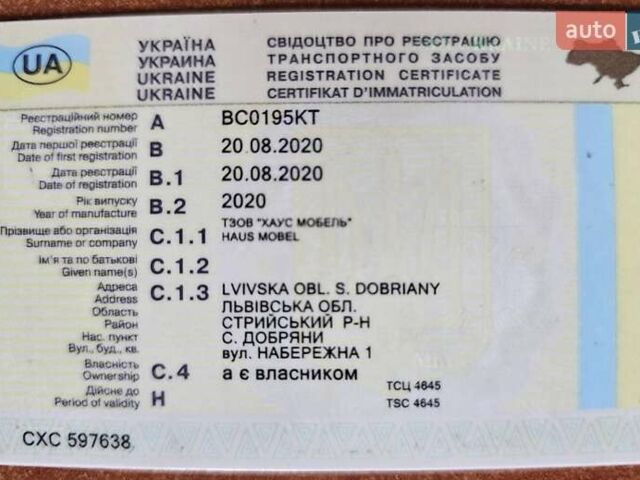 auto
UA
УКРАЇНА
УКРАИНА
UKRAINE
UKRAINE
СВІДОЦТВО ПРО РЕЄСТРАЦІЮ
ТРАНСПОРТНОГО ЗАСОБУ
REGISTRATION CERTIFICATE
CERTIFIKAT D'IMMATRICULATION
Реєстраційний номер
Registration number
A
BC0195KT
Дата першої реєстрації
Date of first registration
B
20.08.2020
Дата реєстрації
Date of registration
B.1
20.08.2020
Рік випуску
Year of manufacture
B.2
2020
Прізвище або організація
Surname or company
C.1.1
ТЗОВ "ХАУС МОБЕЛЬ"
HAUS MOBEL
Ім'я та по батькові
Given name(s)
C.1.2
Адреса
Address
Область
Район
Нас. пункт
Вул., буд., кв.
C.1.3
LVIVSKA OBL. S. DOBRIANY
ЛЬВІВСЬКА ОБЛ.
СТРИЙСЬКИЙ Р-Н
С. ДОБРЯНИ
вул. НАБЕРЕЖНА 1
Власність
Ownership
C.4
а є власником
Дійсне до
Period of validity
H
ТСЦ 4645
TSC 4645
CXC 597638